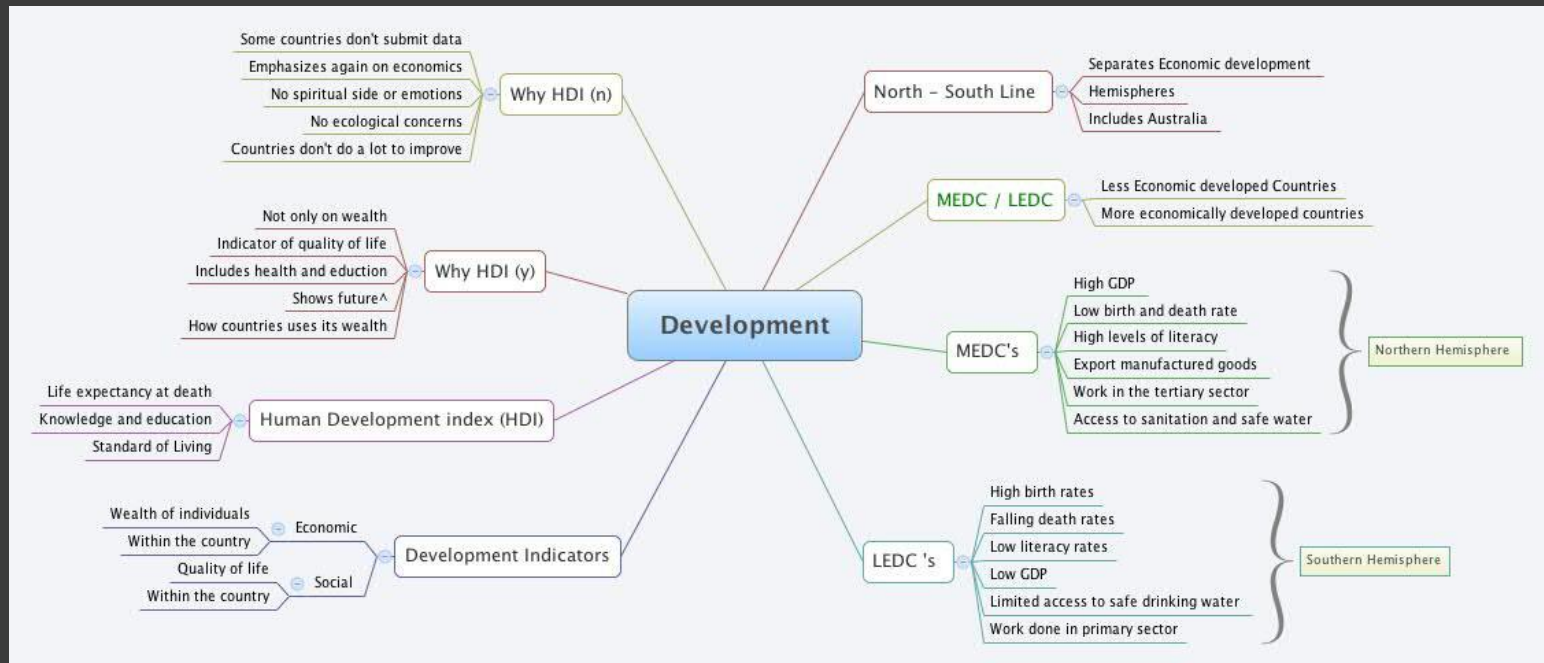 Some countries don't submit data
Emphasizes again on economics
No spiritual side or emotions
No ecological concerns
Countries don't do a lot to improve
Why HDI (n)
Not only on wealth
Indicator of quality of life
Includes health and eduction
Shows future^
How countries uses its wealth
Why HDI (y)
Life expectancy at death
Knowledge and education
Standard of Living
Human Development index (HDI)
Wealth of individuals
Within the country
Economic
Quality of life
Within the country
Social
Development Indicators
Development
North - South Line
Separates Economic development
Hemispheres
Includes Australia
MEDC / LEDC
Less Economic developed Countries
More economically developed countries
MEDC's
High GDP
Low birth and death rate
High levels of literacy
Export manufactured goods
Work in the tertiary sector
Access to sanitation and safe water
Northern Hemisphere
LEDC 's
High birth rates
Falling death rates
Low literacy rates
Low GDP
Limited access to safe drinking water
Work done in primary sector
Southern Hemisphere